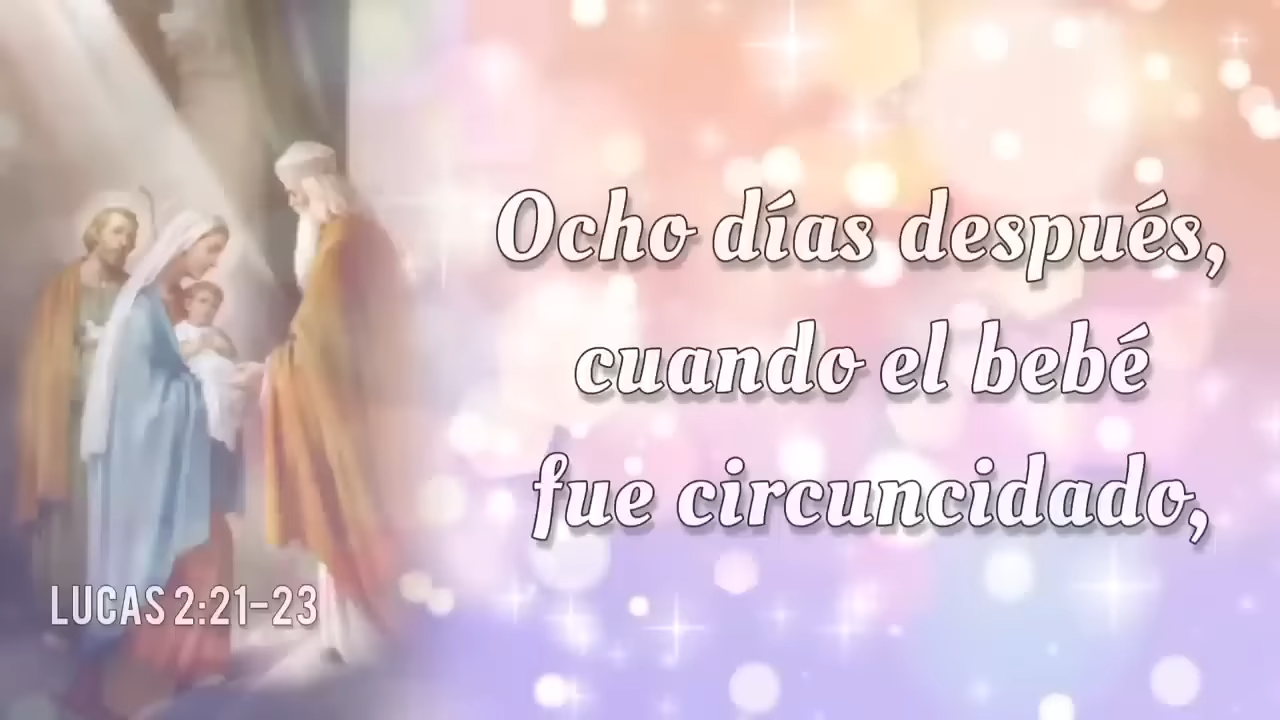 Ocho días después,
cuando el bebé
fue circuncidado,
LUCAS 2:21-23